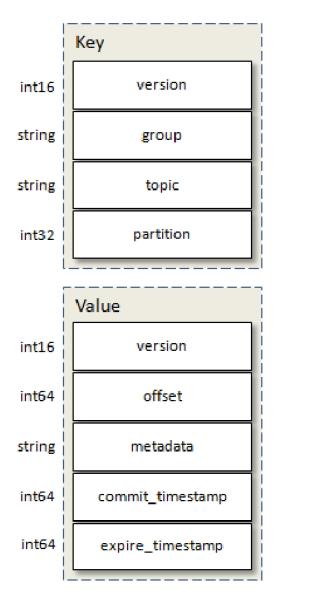 Key
int16 version
string group
string topic
int32 partition
Value
int16 version
int64 offset
string metadata
int64 commit_timestamp
int64 expire_timestamp